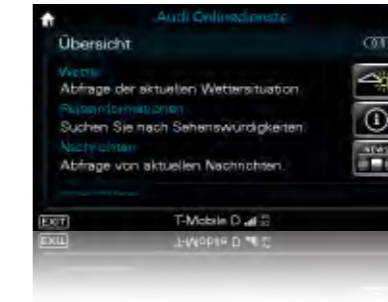 Audi Onlinedienste
Übersicht
Wetter
Abfrage der aktuellen Wettersituation.
Reiseinformationen
Suchen Sie nach Sehenswürdigkeiten.
Nachrichten
Abfrage von aktuellen Nachrichten.
NEWS
EXIT T-Mobile D